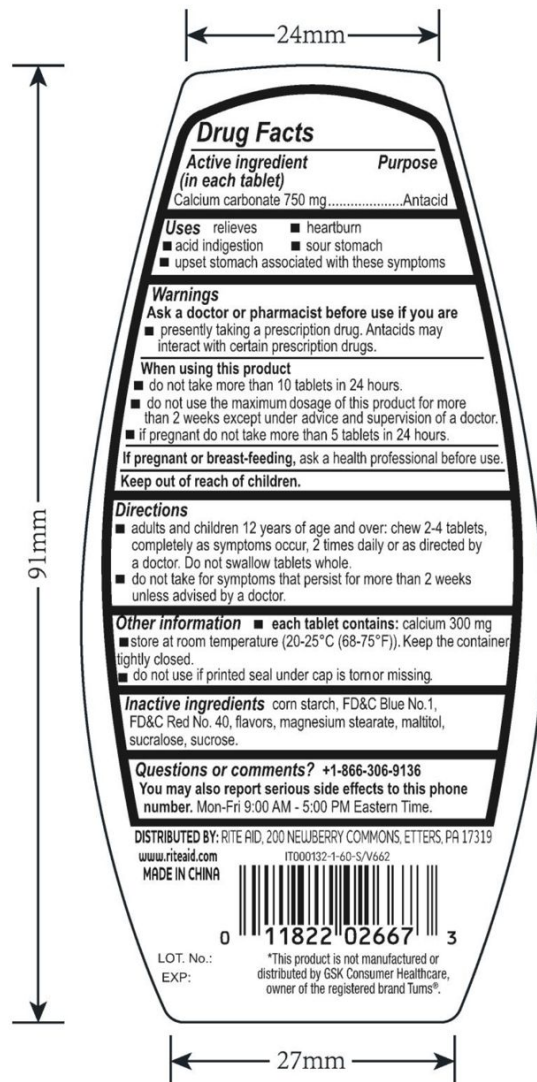 24mm
91mm
Drug Facts
Active ingredient Purpose
(in each tablet)
Calcium carbonate 750 mg....................Antacid
Uses relieves ■ heartburn
■ acid indigestion ■ sour stomach
■ upset stomach associated with these symptoms
Warnings
Ask a doctor or pharmacist before use if you are
■ presently taking a prescription drug. Antacids may
interact with certain prescription drugs.
When using this product
■ do not take more than 10 tablets in 24 hours.
■ do not use the maximum dosage of this product for more
than 2 weeks except under advice and supervision of a doctor.
■ if pregnant do not take more than 5 tablets in 24 hours.
If pregnant or breast-feeding, ask a health professional before use.
Keep out of reach of children.
Directions
■ adults and children 12 years of age and over: chew 2-4 tablets,
completely as symptoms occur, 2 times daily or as directed by
a doctor. Do not swallow tablets whole.
■ do not take for symptoms that persist for more than 2 weeks
unless advised by a doctor.
Other information ■ each tablet contains: calcium 300 mg
■ store at room temperature (20-25°C (68-75°F)). Keep the container
tightly closed.
■ do not use if printed seal under cap is torn or missing.
Inactive ingredients corn starch, FD&C Blue No.1,
FD&C Red No. 40, flavors, magnesium stearate, maltitol,
sucralose, sucrose.
Questions or comments? +1-866-306-9136
You may also report serious side effects to this phone
number. Mon-Fri 9:00 AM - 5:00 PM Eastern Time.
DISTRIBUTED BY: RITE AID, 200 NEWBERRY COMMONS, ETTERS, PA 17319
www.riteaid.com IT000132-1-60-S/V662
MADE IN CHINA
0 11822 02667 3
LOT. No.:
EXP:
*This product is not manufactured or
distributed by GSK Consumer Healthcare,
owner of the registered brand Tums®.
27mm